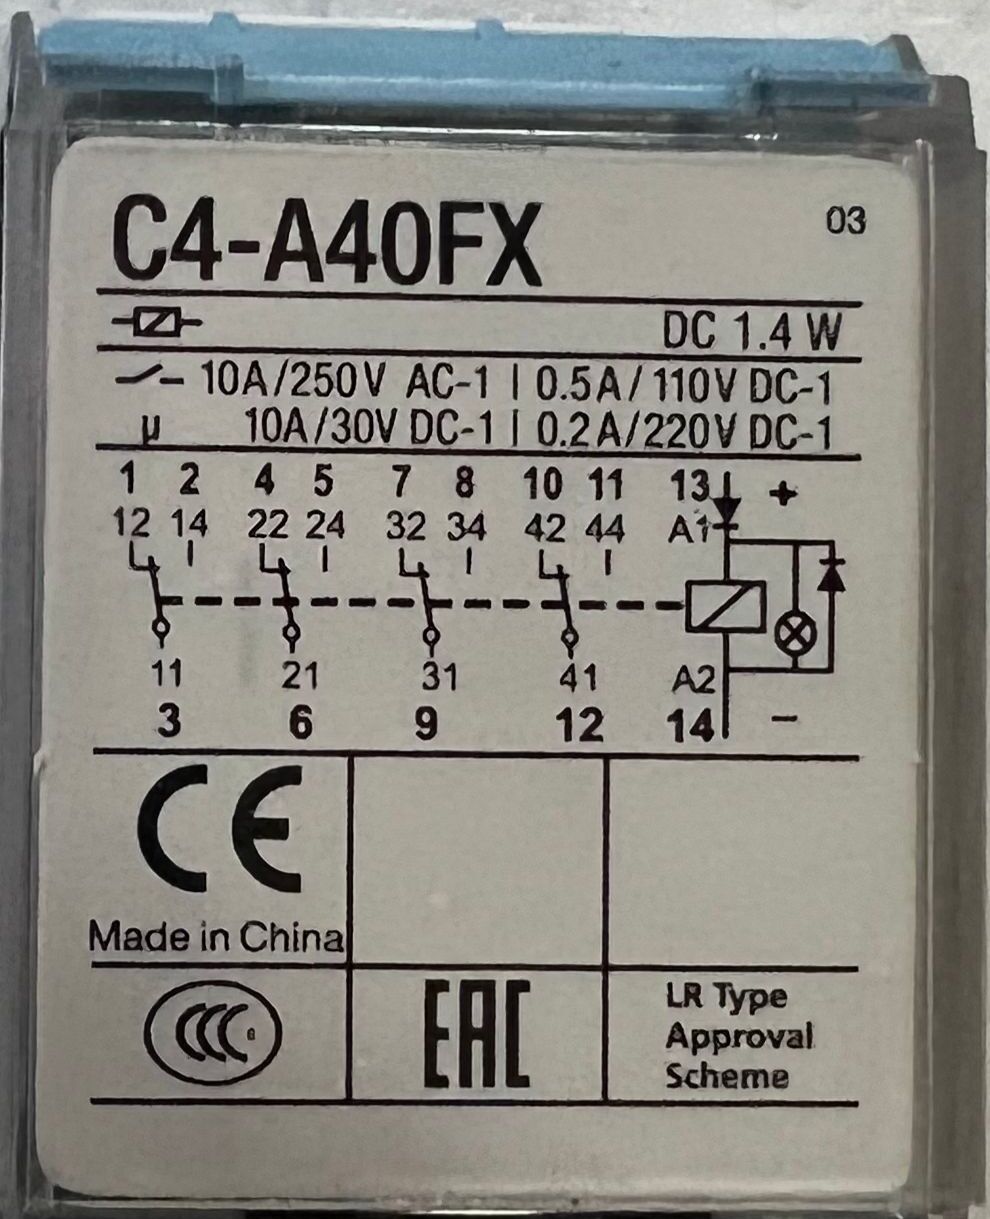 C4-A40FX 03
DC 1.4 W
10A/250V AC-1 | 0.5A/110V DC-1
µ 10A/30V DC-1 | 0.2A/220V DC-1
1 2 4 5 7 8 10 11 13 +
12 14 22 24 32 34 42 44 A1
11 21 31 41 A2
3 6 9 12 14 −
CE
Made in China
CCC EAC
LR Type
Approval
Scheme